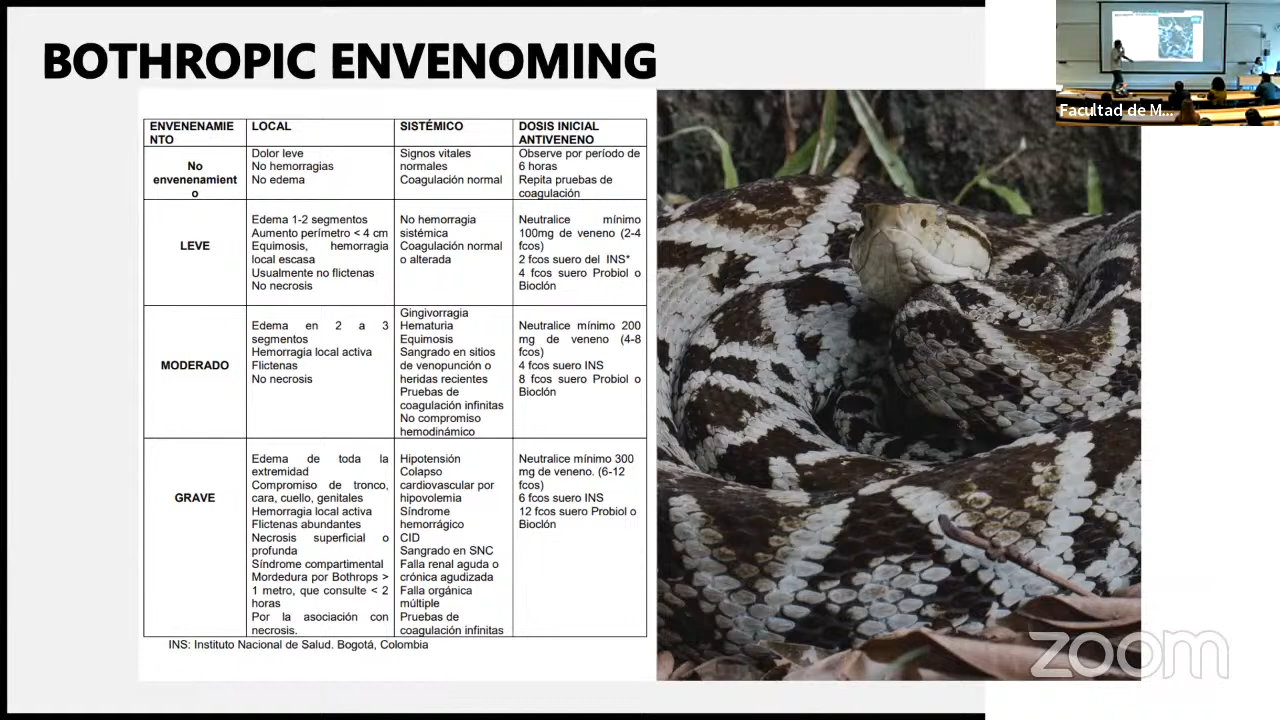 BOTHROPIC ENVENOMING
Facultad de M...
ENVENENAMIE
NTO
LOCAL
SISTÉMICO
DOSIS INICIAL
ANTIVENENO
No
envenenamient
o
Dolor leve
No hemorragias
No edema
Signos vitales
normales
Coagulación normal
Observe por período de
6 horas
Repita pruebas de
coagulación
LEVE
Edema 1-2 segmentos
Aumento perímetro < 4 cm
Equimosis, hemorragia
local escasa
Usualmente no flictenas
No necrosis
No hemorragia
sistémica
Coagulación normal
o alterada
Neutralice mínimo
100mg de veneno (2-4
fcos)
2 fcos suero del INS*
4 fcos suero Probiol o
Bioclón
MODERADO
Edema en 2 a 3
segmentos
Hemorragia local activa
Flictenas
No necrosis
Gingivorragia
Hematuria
Equimosis
Sangrado en sitios
de venopunción o
heridas recientes
Pruebas de
coagulación infinitas
No compromiso
hemodinámico
Neutralice mínimo 200
mg de veneno (4-8
fcos)
4 fcos suero INS
8 fcos suero Probiol o
Bioclón
GRAVE
Edema de toda la
extremidad
Compromiso de tronco,
cara, cuello, genitales
Hemorragia local activa
Flictenas abundantes
Necrosis superficial o
profunda
Síndrome compartimental
Mordedura por Bothrops >
1 metro, que consulte < 2
horas
Por la asociación con
necrosis.
Hipotensión
Colapso
cardiovascular por
hipovolemia
Síndrome
hemorrágico
CID
Sangrado en SNC
Falla renal aguda o
crónica agudizada
Falla orgánica
múltiple
Pruebas de
coagulación infinitas
Neutralice mínimo 300
mg de veneno. (6-12
fcos)
6 fcos suero INS
12 fcos suero Probiol o
Bioclón
INS: Instituto Nacional de Salud. Bogotá, Colombia
zoom